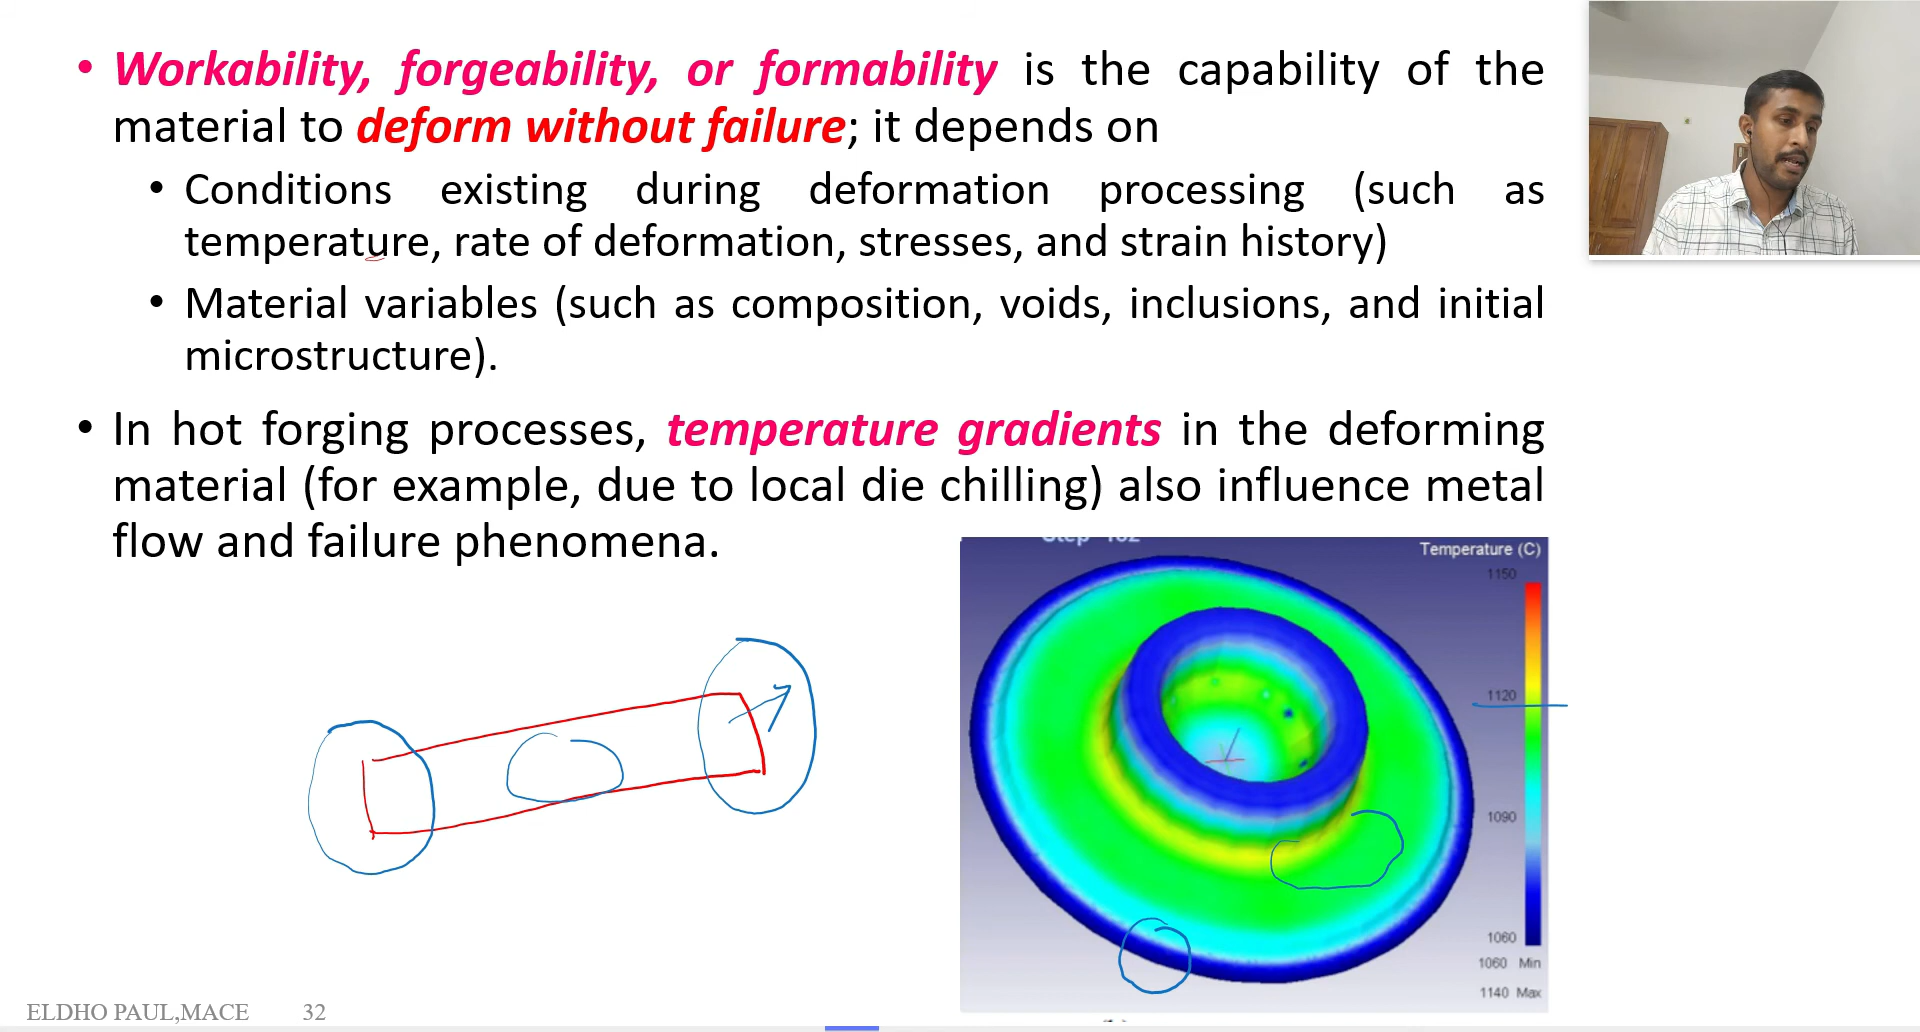 • Workability, forgeability, or formability is the capability of the
material to deform without failure; it depends on
• Conditions existing during deformation processing (such as
temperature, rate of deformation, stresses, and strain history)
• Material variables (such as composition, voids, inclusions, and initial
microstructure).
• In hot forging processes, temperature gradients in the deforming
material (for example, due to local die chilling) also influence metal
flow and failure phenomena.
Temperature (C)
1150
1120
1090
1060
1060 Min
1140 Max
ELDHO PAUL,MACE 32